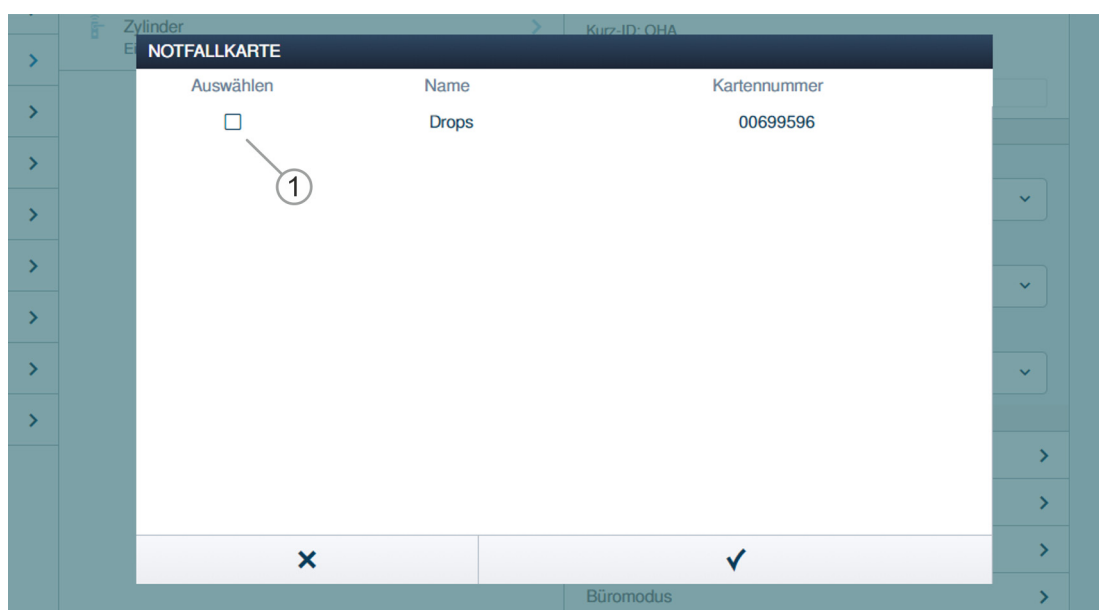 Zylinder
Kurz-ID: OHA
NOTFALLKARTE
Auswählen Name Kartennummer
Drops 00699596
1
Büromodus